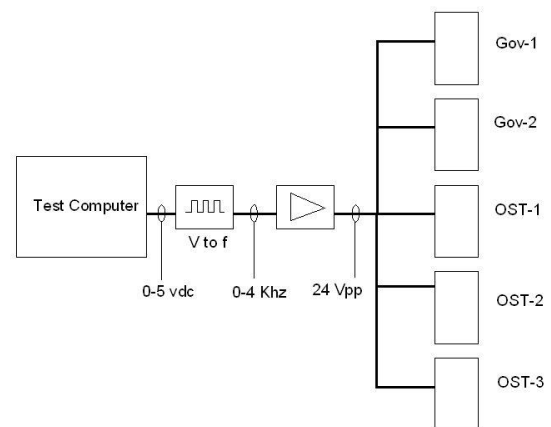 Gov-1
Gov-2
Test Computer
OST-1
V to f
0-5 vdc
0-4 Khz
24 Vpp
OST-2
OST-3